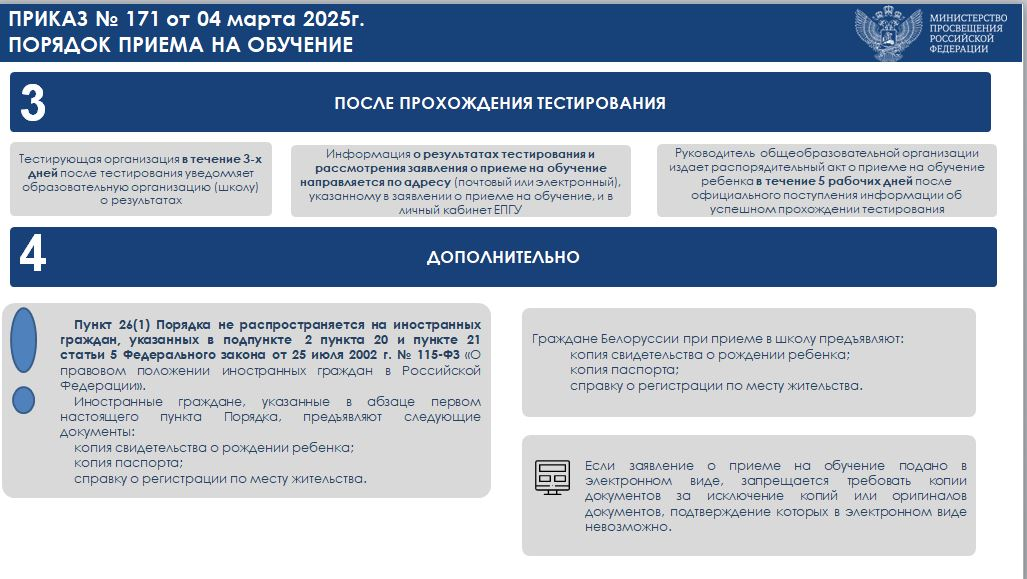 ПРИКАЗ № 171 от 04 марта 2025г.
ПОРЯДОК ПРИЕМА НА ОБУЧЕНИЕ
МИНИСТЕРСТВО
ПРОСВЕЩЕНИЯ
РОССИЙСКОЙ
ФЕДЕРАЦИИ
3
ПОСЛЕ ПРОХОЖДЕНИЯ ТЕСТИРОВАНИЯ
Тестирующая организация в течение 3-х
дней после тестирования уведомляет
образовательную организацию (школу)
о результатах
Информация о результатах тестирования и
рассмотрения заявления о приеме на обучение
направляется по адресу (почтовый или электронный),
указанному в заявлении о приеме на обучение, и в
личный кабинет ЕПГУ
Руководитель общеобразовательной организации
издает распорядительный акт о приеме на обучение
ребенка в течение 5 рабочих дней после
официального поступления информации об
успешном прохождении тестирования
4
ДОПОЛНИТЕЛЬНО
Пункт 26(1) Порядка не распространяется на иностранных
граждан, указанных в подпункте 2 пункта 20 и пункте 21
статьи 5 Федерального закона от 25 июля 2002 г. № 115-ФЗ «О
правовом положении иностранных граждан в Российской
Федерации».
Иностранные граждане, указанные в абзаце первом
настоящего пункта Порядка, предъявляют следующие
документы:
копия свидетельства о рождении ребенка;
копия паспорта;
справку о регистрации по месту жительства.
Граждане Белоруссии при приеме в школу предъявляют:
копия свидетельства о рождении ребенка;
копия паспорта;
справку о регистрации по месту жительства.
Если заявление о приеме на обучение подано в
электронном виде, запрещается требовать копии
документов за исключение копий или оригиналов
документов, подтверждение которых в электронном виде
невозможно.